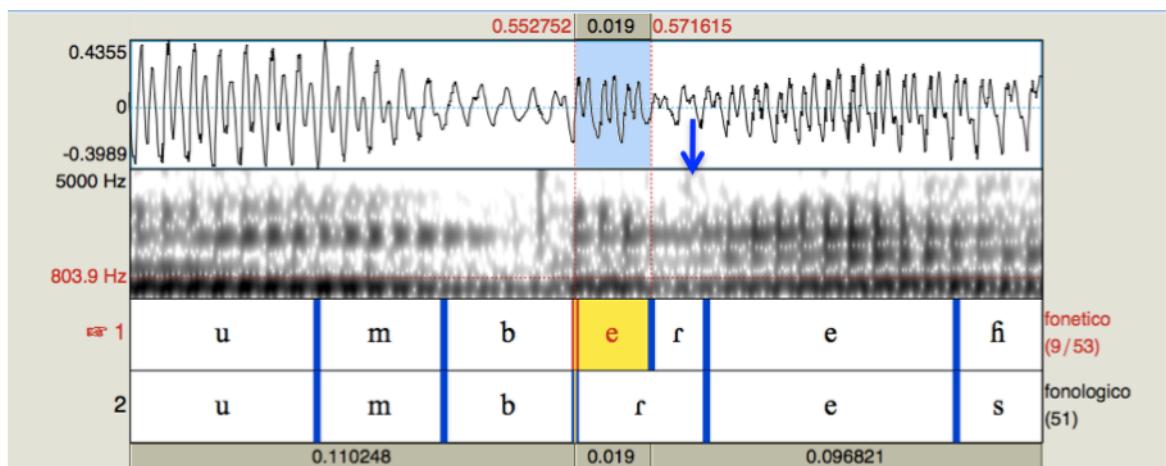 0.552752 0.019 0.571615
0.4355
0
-0.3989
5000 Hz
803.9 Hz
☞ 1 u m b e ɾ e ɦ fonetico
(9/53)
2 u m b ɾ e s fonologico
(51)
0.110248 0.019 0.096821